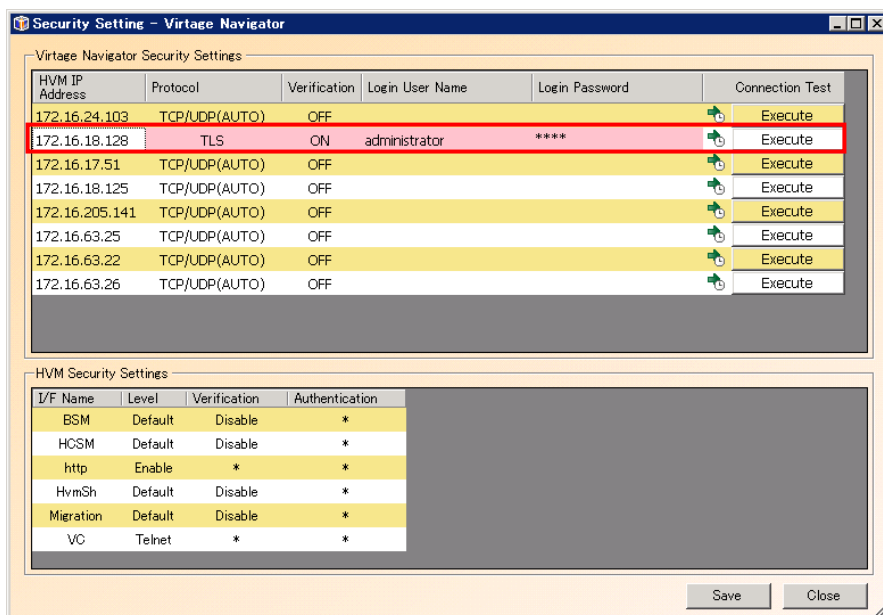 Security Setting - Virtage Navigator
Virtage Navigator Security Settings
HVM IP Address Protocol Verification Login User Name Login Password Connection Test
172.16.24.103 TCP/UDP(AUTO) OFF Execute
172.16.18.128 TLS ON administrator **** Execute
172.16.17.51 TCP/UDP(AUTO) OFF Execute
172.16.18.125 TCP/UDP(AUTO) OFF Execute
172.16.205.141 TCP/UDP(AUTO) OFF Execute
172.16.63.25 TCP/UDP(AUTO) OFF Execute
172.16.63.22 TCP/UDP(AUTO) OFF Execute
172.16.63.26 TCP/UDP(AUTO) OFF Execute
HVM Security Settings
I/F Name Level Verification Authentication
BSM Default Disable *
HCSM Default Disable *
http Enable * *
HvmSh Default Disable *
Migration Default Disable *
VC Telnet * *
Save Close